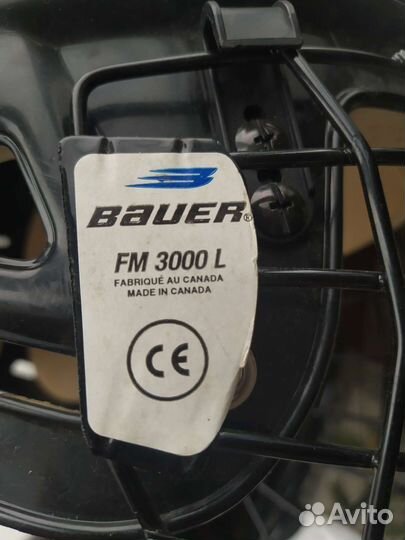 BAUER®
FM 3000 L
FABRIQUÉ AU CANADA
MADE IN CANADA
CE
Avito